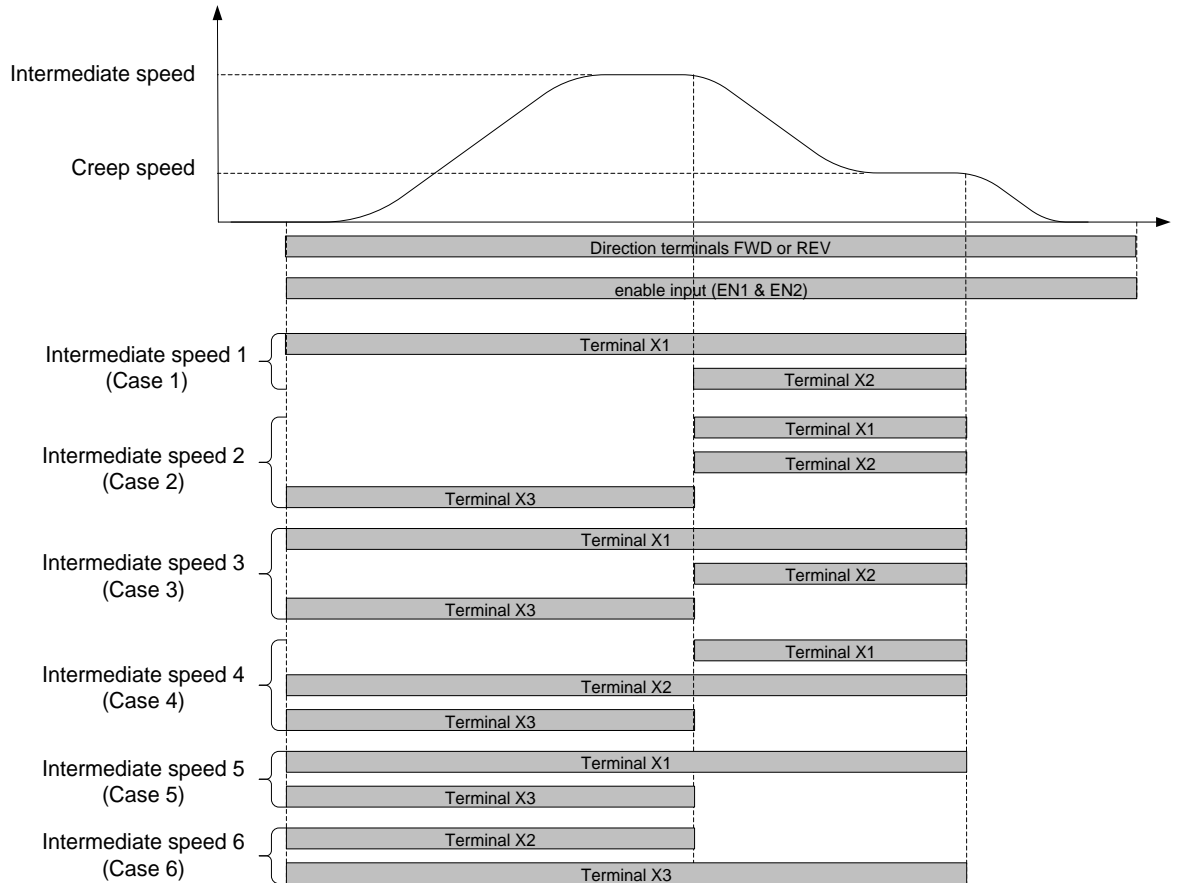 Intermediate speed
Creep speed
Direction terminals FWD or REV
enable input (EN1 & EN2)
Intermediate speed 1
(Case 1)
Terminal X1
Terminal X2
Intermediate speed 2
(Case 2)
Terminal X1
Terminal X2
Terminal X3
Intermediate speed 3
(Case 3)
Terminal X1
Terminal X2
Terminal X3
Intermediate speed 4
(Case 4)
Terminal X1
Terminal X2
Terminal X3
Intermediate speed 5
(Case 5)
Terminal X1
Terminal X3
Intermediate speed 6
(Case 6)
Terminal X2
Terminal X3